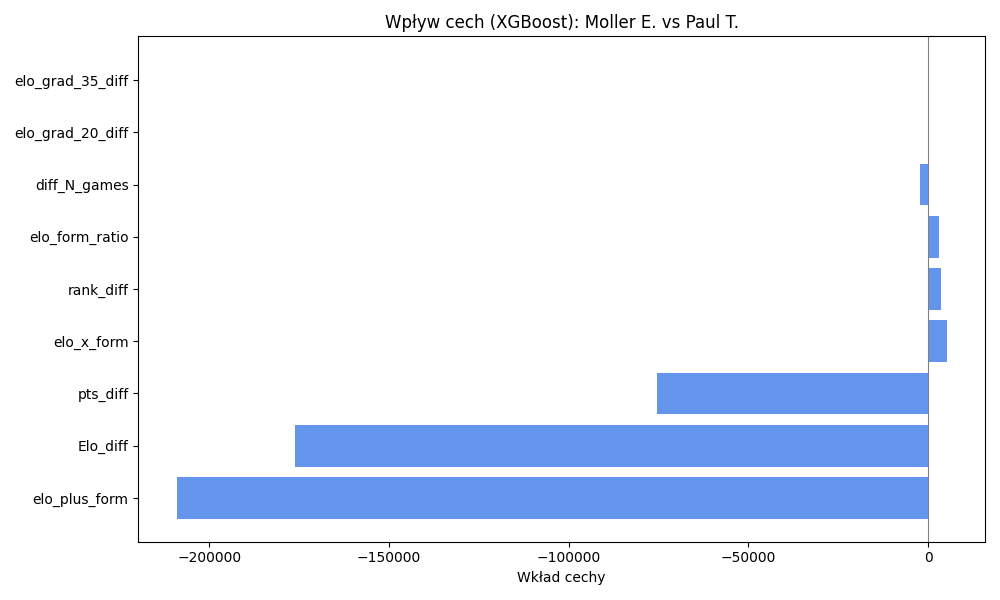 Wpływ cech (XGBoost): Moller E. vs Paul T.
elo_grad_35_diff
elo_grad_20_diff
diff_N_games
elo_form_ratio
rank_diff
elo_x_form
pts_diff
Elo_diff
elo_plus_form
−200000 −150000 −100000 −50000 0
Wkład cechy